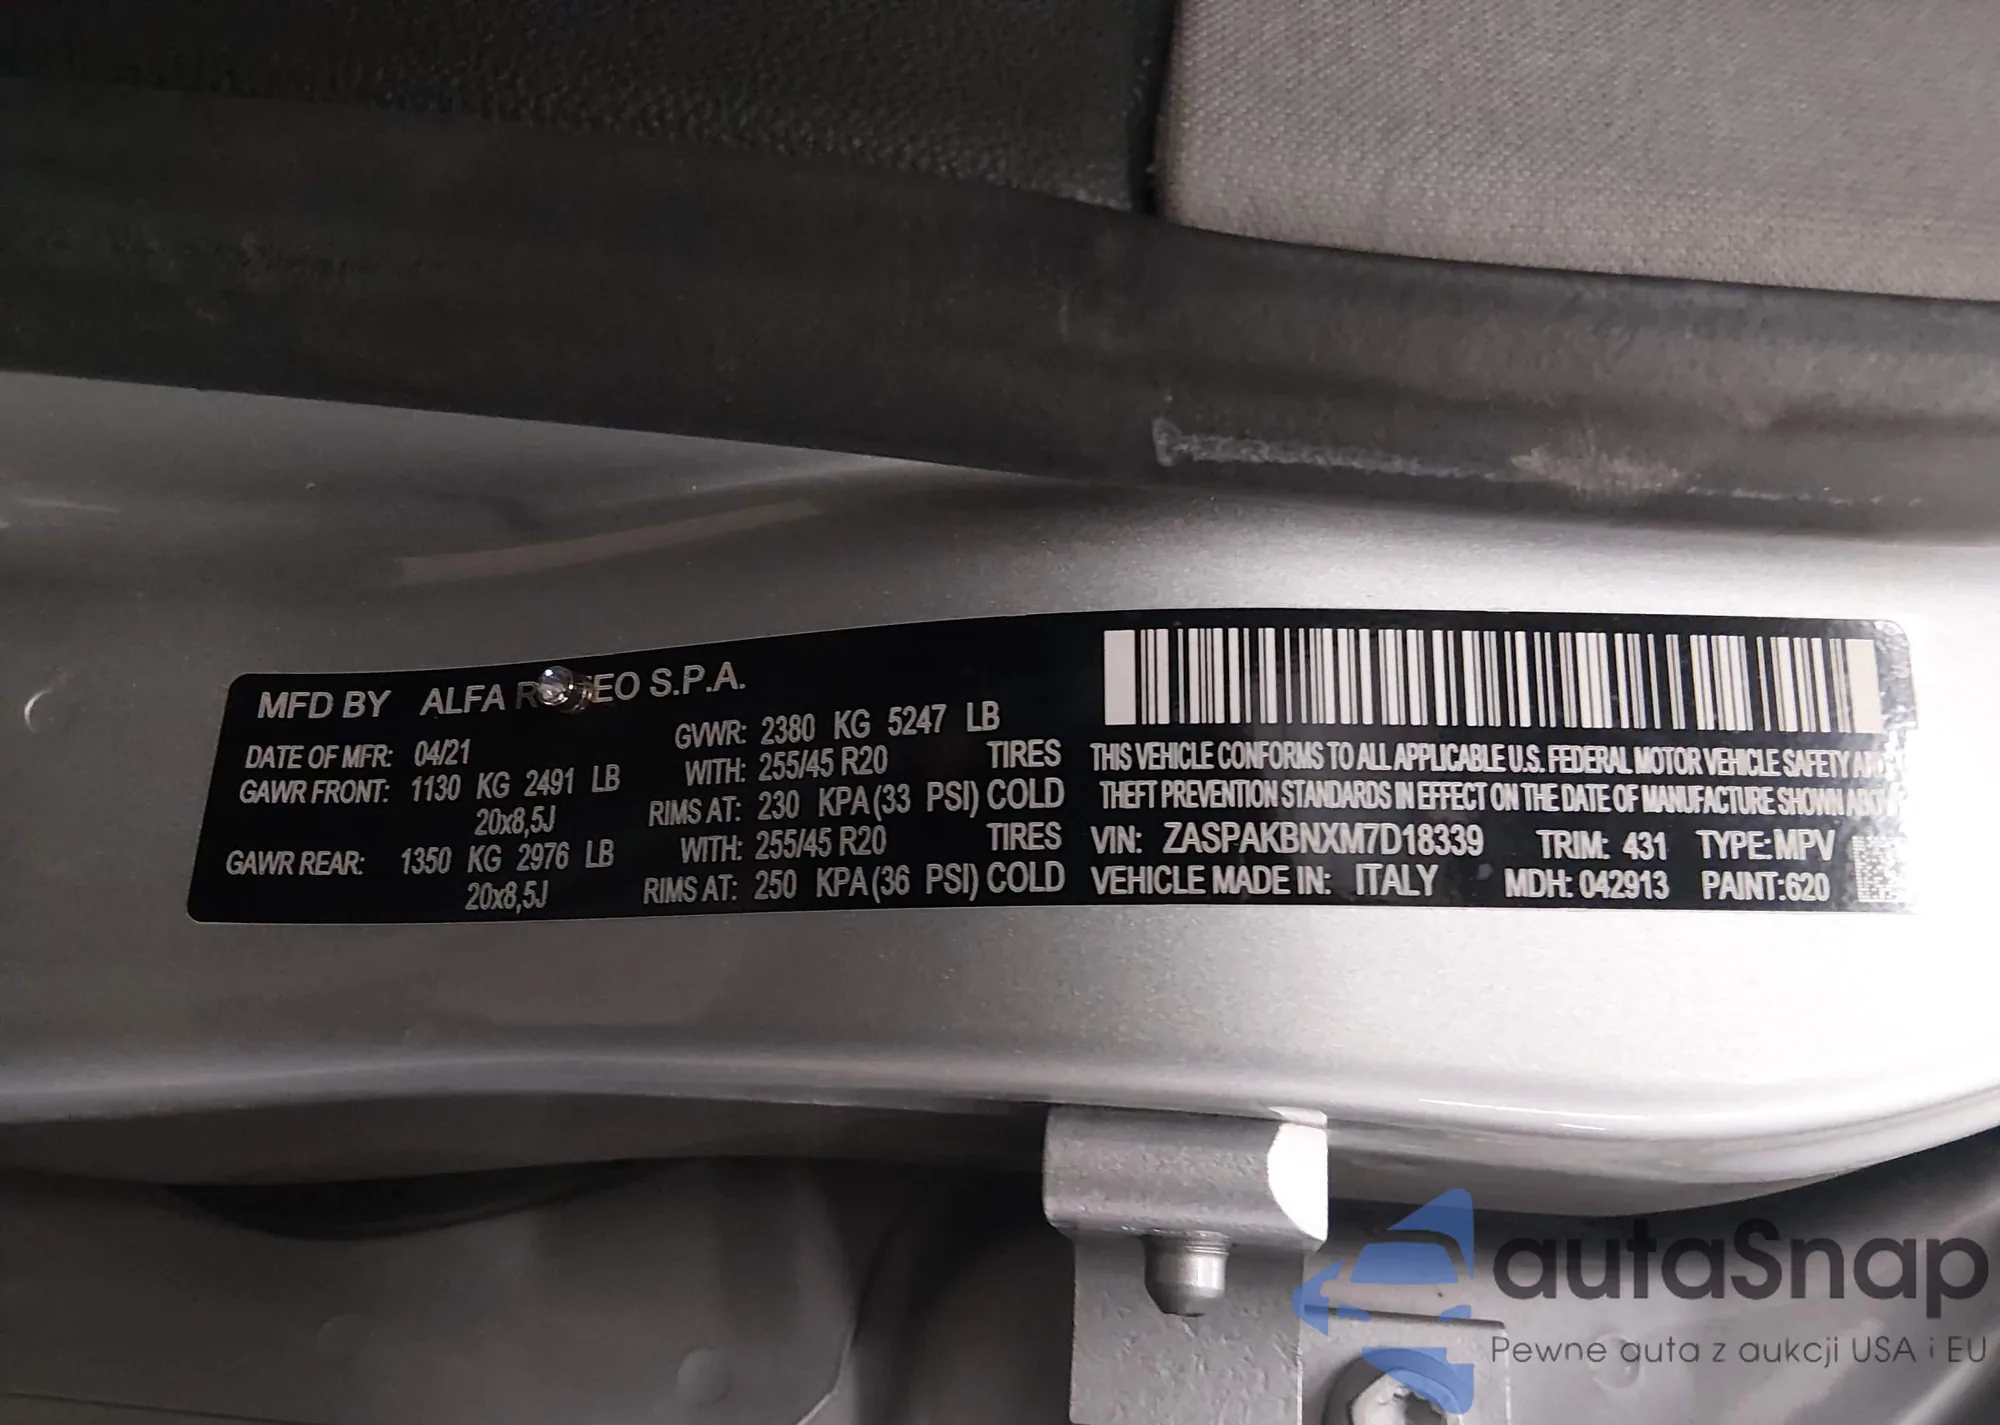 MFD BY ALFA ROMEO S.P.A.
DATE OF MFR: 04/21
GVWR: 2380 KG 5247 LB
GAWR FRONT: 1130 KG 2491 LB
WITH: 255/45 R20 TIRES
20x8,5J
RIMS AT: 230 KPA (33 PSI) COLD
GAWR REAR: 1350 KG 2976 LB
WITH: 255/45 R20 TIRES
20x8,5J
RIMS AT: 250 KPA (36 PSI) COLD
THIS VEHICLE CONFORMS TO ALL APPLICABLE U.S. FEDERAL MOTOR VEHICLE SAFETY AND
THEFT PREVENTION STANDARDS IN EFFECT ON THE DATE OF MANUFACTURE SHOWN ABOVE
VIN: ZASPAKBNXM7D18339 TRIM: 431 TYPE:MPV
VEHICLE MADE IN: ITALY MDH: 042913 PAINT:620
autaSnap
Pewne auta z aukcji USA i EU